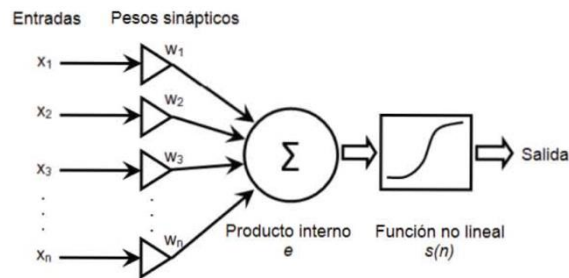 Entradas Pesos sinápticos
x1 w1
x2 w2
x3 w3
xn wn
Σ
Salida
Producto interno
e
Función no lineal
s(n)